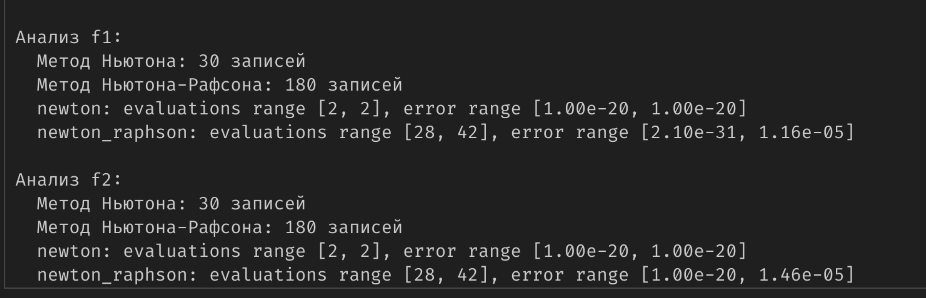 Анализ f1:
Метод Ньютона: 30 записей
Метод Ньютона-Рафсона: 180 записей
newton: evaluations range [2, 2], error range [1.00e-20, 1.00e-20]
newton_raphson: evaluations range [28, 42], error range [2.10e-31, 1.16e-05]
Анализ f2:
Метод Ньютона: 30 записей
Метод Ньютона-Рафсона: 180 записей
newton: evaluations range [2, 2], error range [1.00e-20, 1.00e-20]
newton_raphson: evaluations range [28, 42], error range [1.00e-20, 1.46e-05]